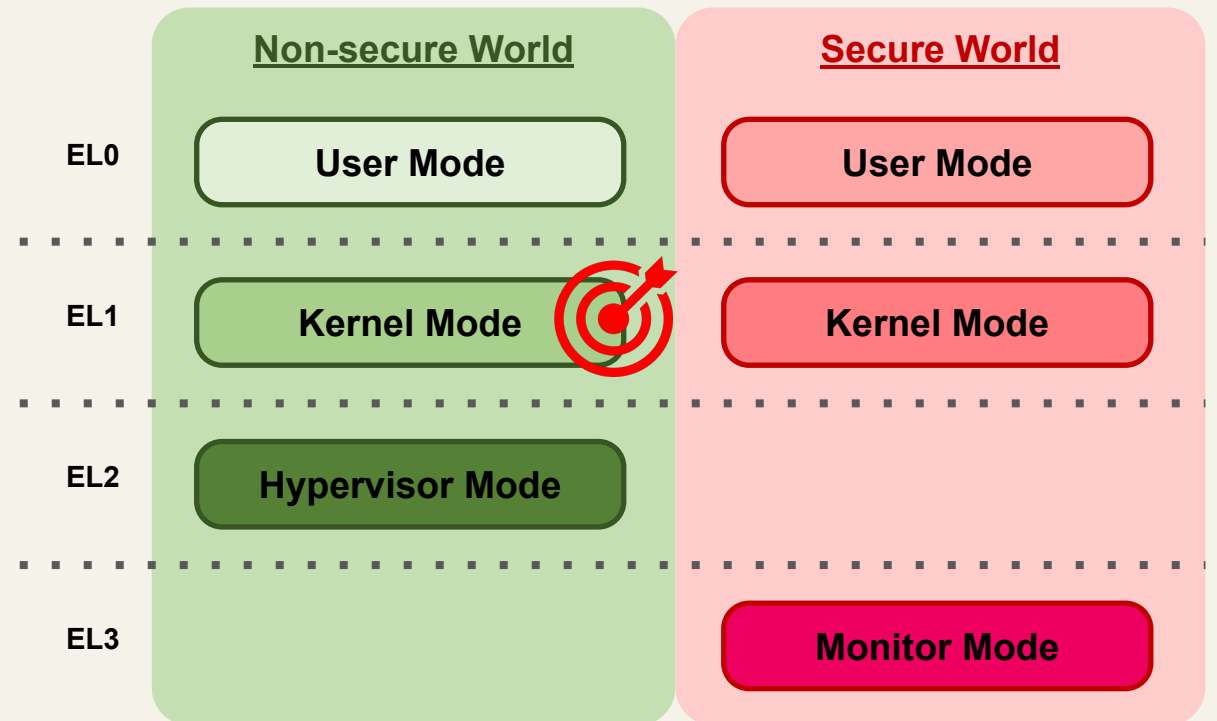 Non-secure World
Secure World
EL0
User Mode
User Mode
EL1
Kernel Mode
Kernel Mode
EL2
Hypervisor Mode
EL3
Monitor Mode